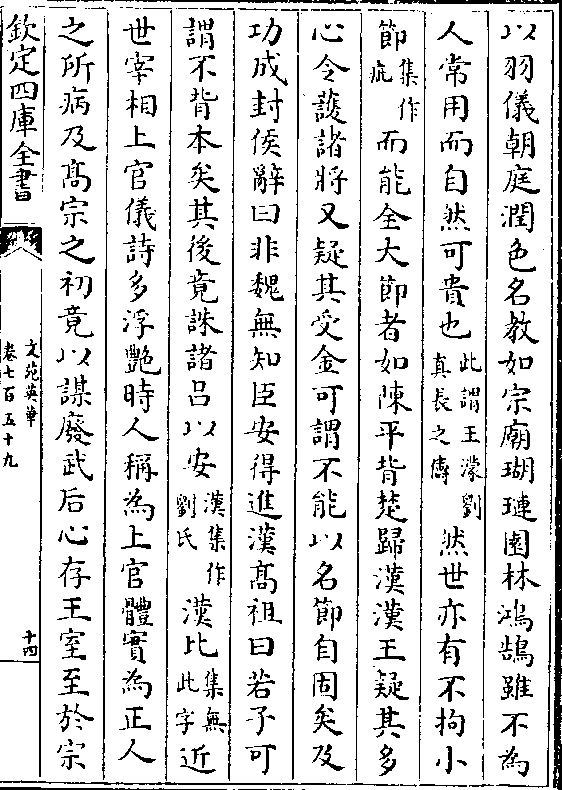 以羽儀朝庭潤色名教如宗廟瑚璉園林鴻鵠雖不為
人常用而自然可貴也此謂王濛劉真長之儔然世亦有不拘小
節集作疵而能全大節者如陳平背楚歸漢漢王疑其多
心令護諸將又疑其受金可謂不能以名節自固矣及
功成封侯辭曰非魏無知臣安得進漢髙祖曰若子可
謂不背本矣其後竟誅諸呂以安漢集作劉氏漢比集無此字近
世宰相上官儀詩多浮艷時人稱為上官體實為正人
之所病及髙宗之初竟以謀廢武后心存王室至於宗
欽定四庫全書
文苑英華
卷七百五十九
十四